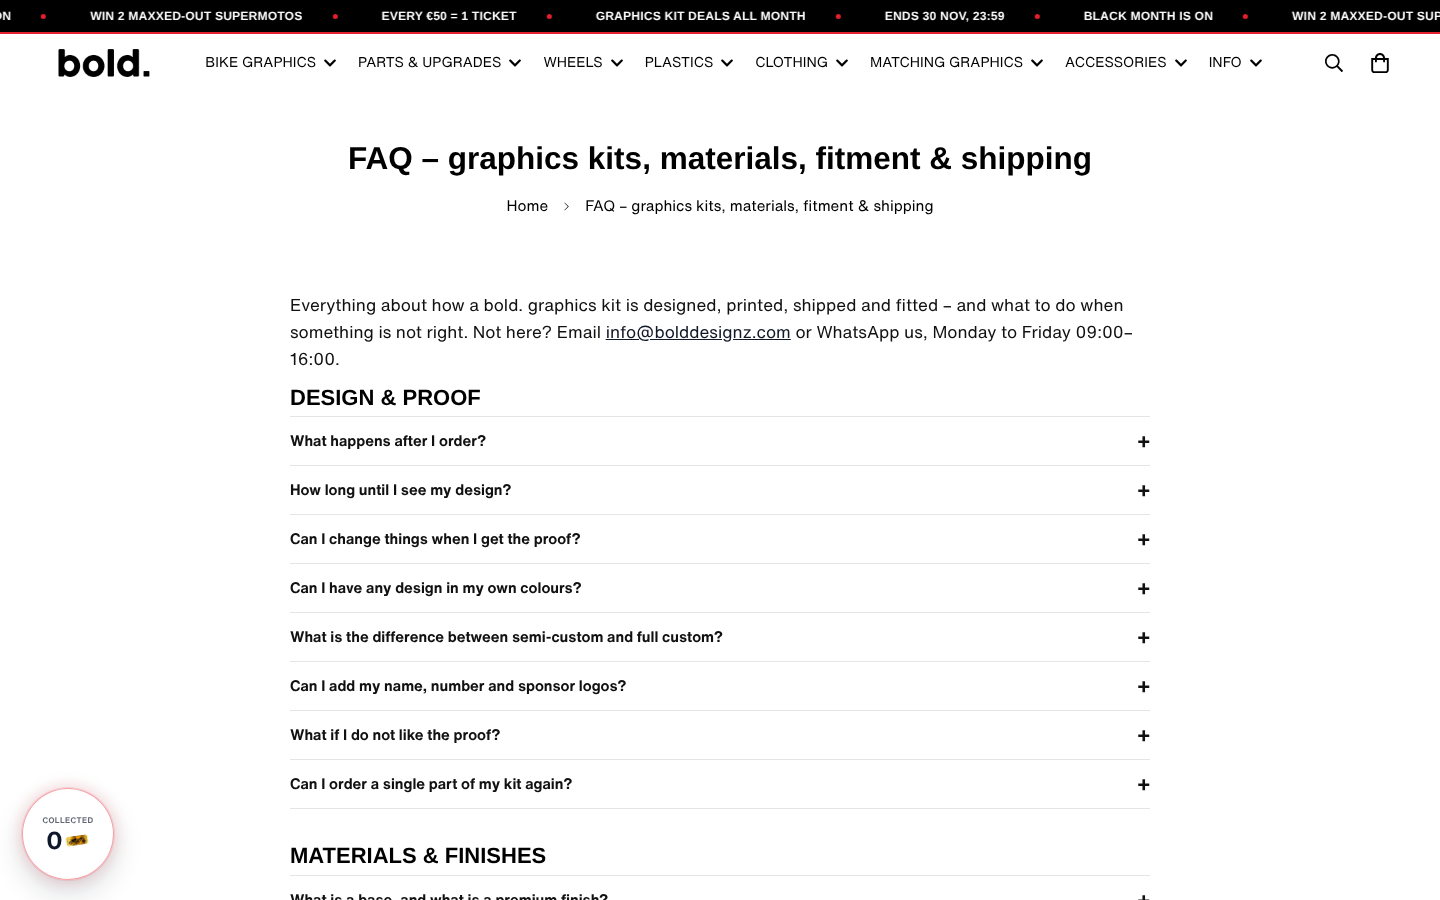 ON • WIN 2 MAXXED-OUT SUPERMOTOS • EVERY €50 = 1 TICKET • GRAPHICS KIT DEALS ALL MONTH • ENDS 30 NOV, 23:59 • BLACK MONTH IS ON • WIN 2 MAXXED-OUT SUP
bold.
BIKE GRAPHICS PARTS & UPGRADES WHEELS PLASTICS CLOTHING MATCHING GRAPHICS ACCESSORIES INFO
FAQ – graphics kits, materials, fitment & shipping
Home > FAQ – graphics kits, materials, fitment & shipping
Everything about how a bold. graphics kit is designed, printed, shipped and fitted – and what to do when
something is not right. Not here? Email info@bolddesignz.com or WhatsApp us, Monday to Friday 09:00–
16:00.
DESIGN & PROOF
What happens after I order? +
How long until I see my design? +
Can I change things when I get the proof? +
Can I have any design in my own colours? +
What is the difference between semi-custom and full custom? +
Can I add my name, number and sponsor logos? +
What if I do not like the proof? +
Can I order a single part of my kit again? +
COLLECTED
0
MATERIALS & FINISHES
What is a base, and what is a premium finish? +